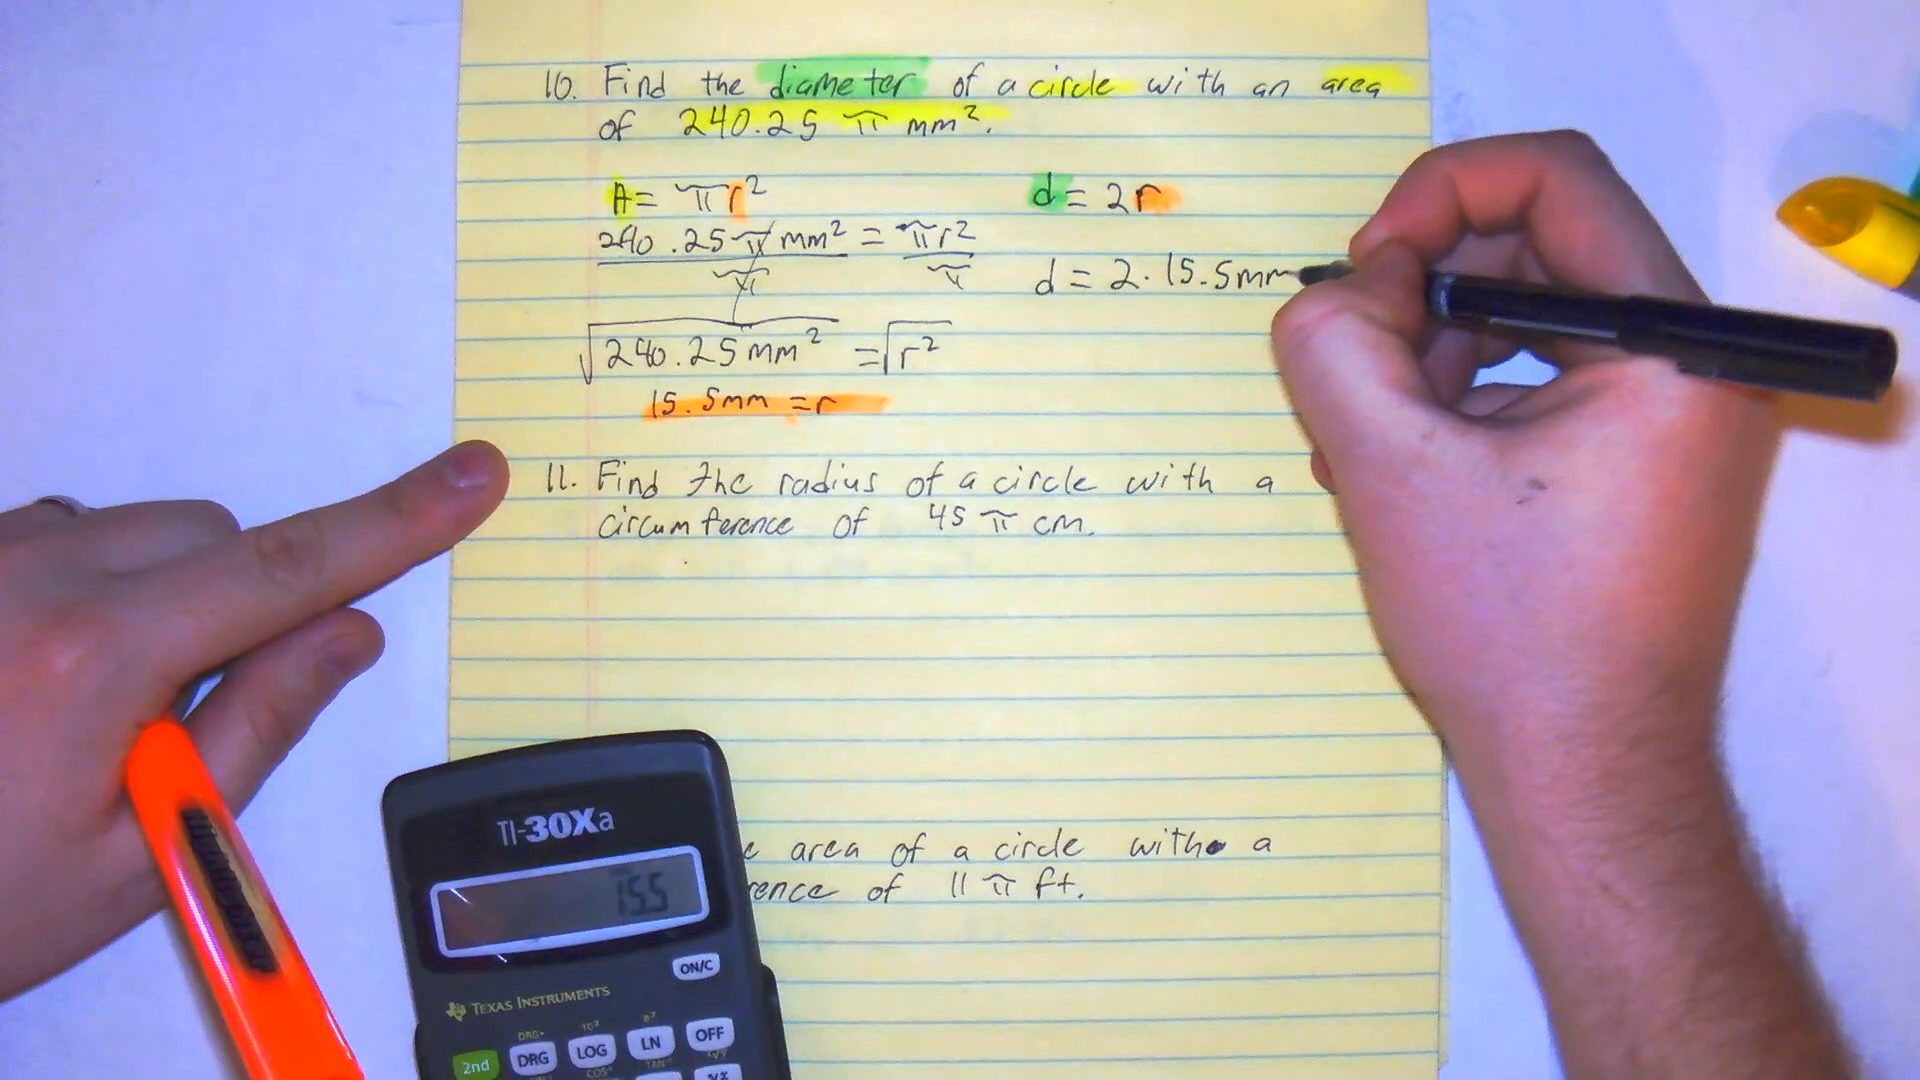 10. Find the diameter of a circle with an area
of 240.25 π mm².
A = πr²
240.25 π mm² = πr²
π π
√240.25 mm² = √r²
15.5mm = r
d = 2r
d = 2 · 15.5mm
11. Find the radius of a circle with a
circumference of 45 π cm.
area of a circle with a
of 11 π ft.
TI-30Xa
15.5
ON/C
TEXAS INSTRUMENTS
2nd DRG LOG LN OFF